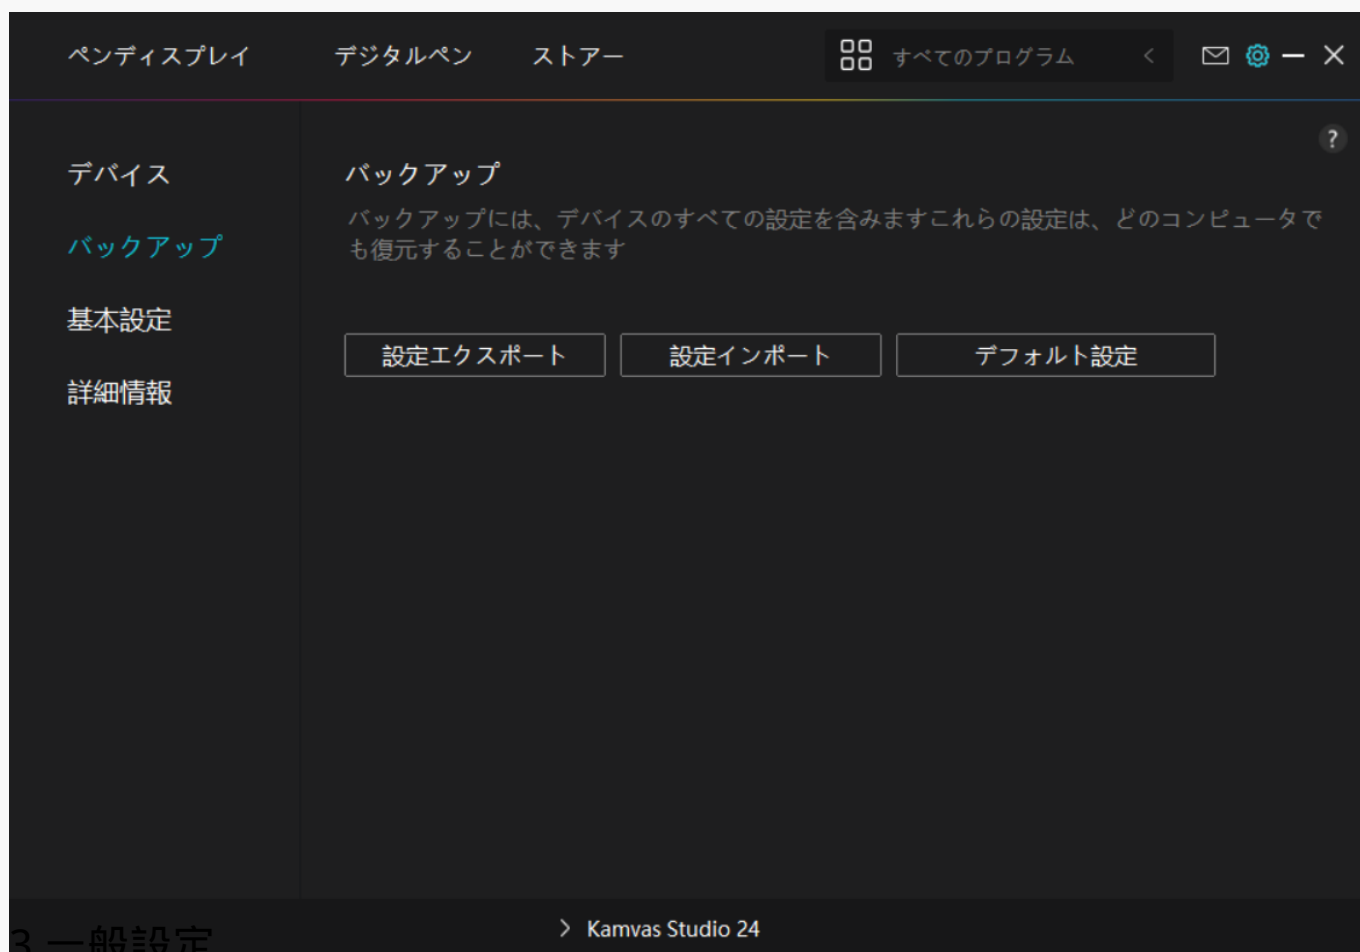 ペンディスプレイ デジタルペン ストアー すべてのプログラム
?
デバイス
バックアップ
基本設定
詳細情報
バックアップ
バックアップには、デバイスのすべての設定を含みますこれらの設定は、どのコンピュータで
も復元することができます
設定エクスポート 設定インポート デフォルト設定
Kamvas Studio 24
3.一般設定